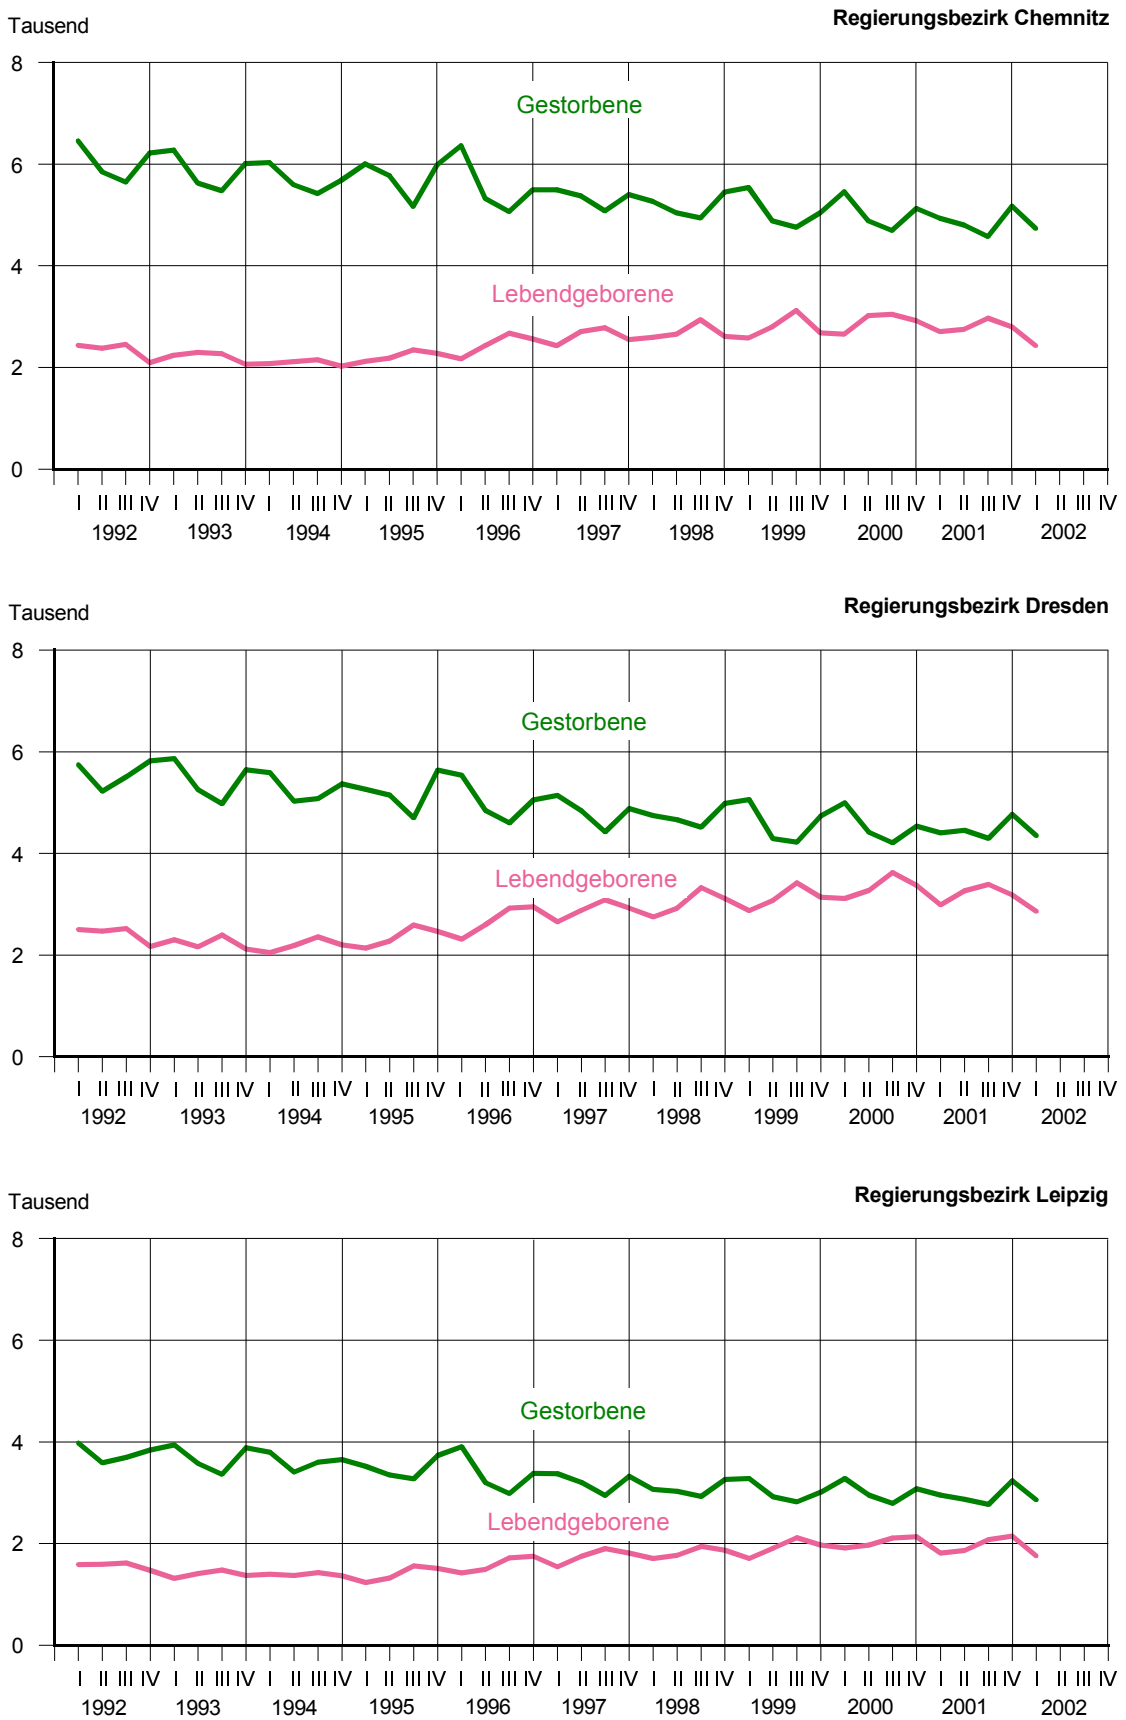 Regierungsbezirk Chemnitz
Tausend
8
Gestorbene
6
4
Lebendgeborene
2
0
I II III IV I II III IV I II III IV I II III IV I II III IV I II III IV I II III IV I II III IV I II III IV I II III IV I II III IV
1992 1993 1994 1995 1996 1997 1998 1999 2000 2001 2002
Regierungsbezirk Dresden
Tausend
8
Gestorbene
6
4
Lebendgeborene
2
0
I II III IV I II III IV I II III IV I II III IV I II III IV I II III IV I II III IV I II III IV I II III IV I II III IV I II III IV
1992 1993 1994 1995 1996 1997 1998 1999 2000 2001 2002
Regierungsbezirk Leipzig
Tausend
8
6
Gestorbene
4
Lebendgeborene
2
0
I II III IV I II III IV I II III IV I II III IV I II III IV I II III IV I II III IV I II III IV I II III IV I II III IV I II III IV
1992 1993 1994 1995 1996 1997 1998 1999 2000 2001 2002